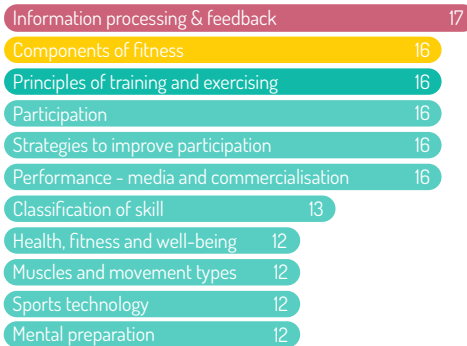 Information processing & feedback 17
Components of fitness 16
Principles of training and exercising 16
Participation 16
Strategies to improve participation 16
Performance - media and commercialisation 16
Classification of skill 13
Health, fitness and well-being 12
Muscles and movement types 12
Sports technology 12
Mental preparation 12